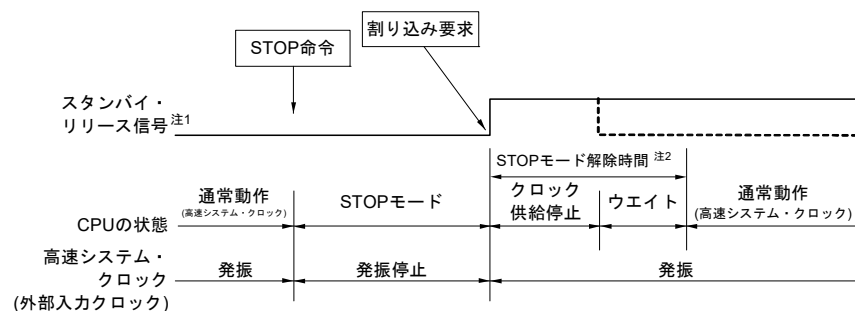 STOP命令
割り込み要求
スタンバイ・
リリース信号 注1
STOPモード解除時間 注2
CPUの状態
通常動作
(高速システム・クロック)
STOPモード
クロック
供給停止
ウエイト
通常動作
(高速システム・クロック)
高速システム・
クロック
(外部入力クロック)
発振
発振停止
発振